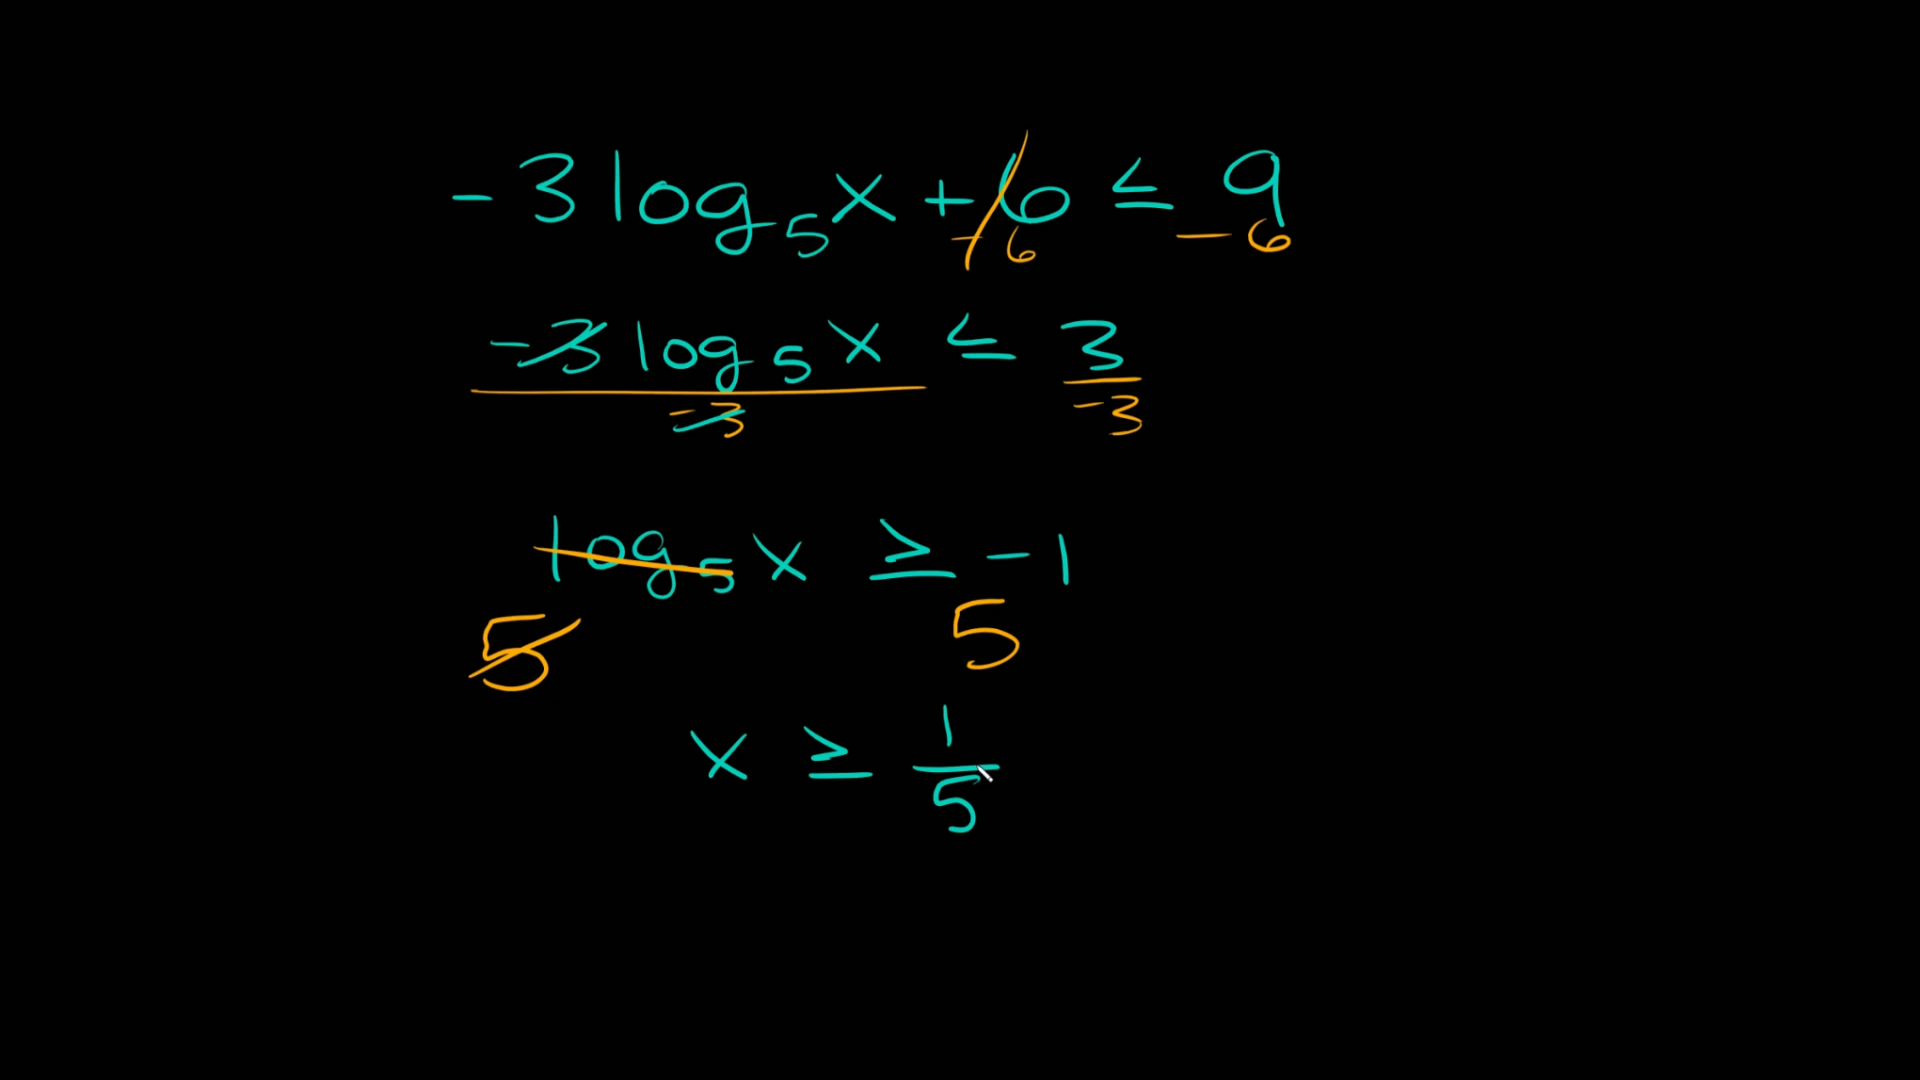 -3 log₅ x + 6 ≤ 9
-6 -6
-3 log₅ x ≤ 3
-3 -3
log₅ x ≥ -1
5 5
x ≥ 1/5